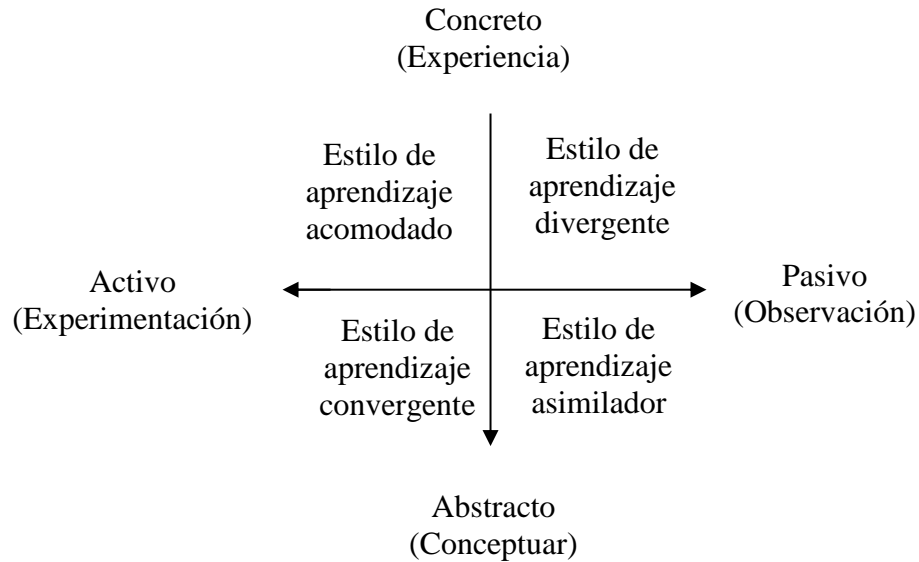 Concreto
(Experiencia)
Estilo de
aprendizaje
acomodado
Estilo de
aprendizaje
divergente
Activo
(Experimentación)
Pasivo
(Observación)
Estilo de
aprendizaje
convergente
Estilo de
aprendizaje
asimilador
Abstracto
(Conceptuar)